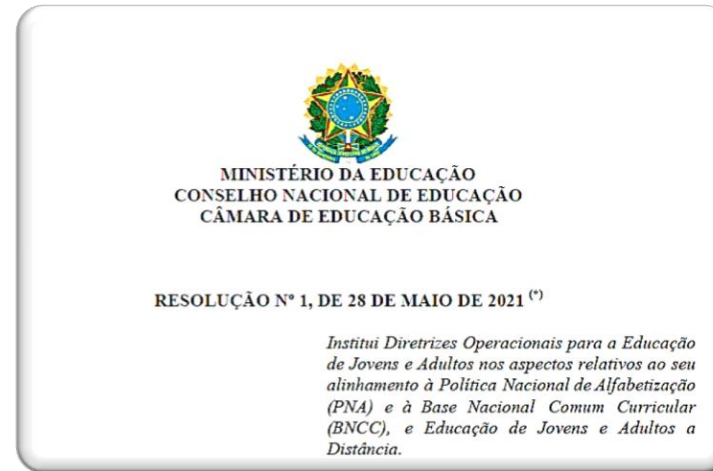 MINISTÉRIO DA EDUCAÇÃO
CONSELHO NACIONAL DE EDUCAÇÃO
CÂMARA DE EDUCAÇÃO BÁSICA
RESOLUÇÃO Nº 1, DE 28 DE MAIO DE 2021 (*)
Institui Diretrizes Operacionais para a Educação
de Jovens e Adultos nos aspectos relativos ao seu
alinhamento à Política Nacional de Alfabetização
(PNA) e à Base Nacional Comum Curricular
(BNCC), e Educação de Jovens e Adultos a
Distância.